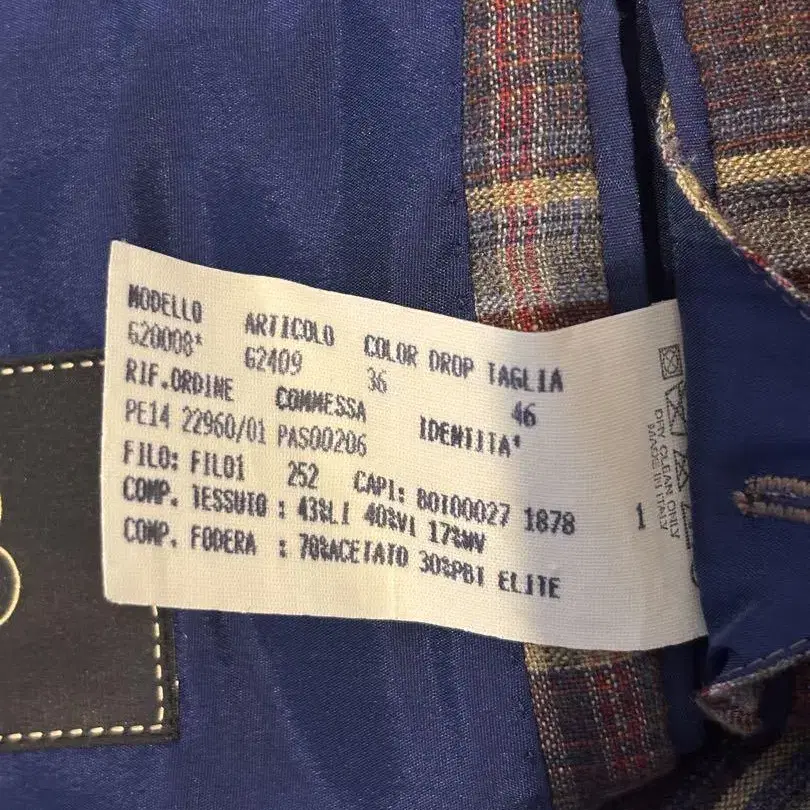 MODELLO ARTICOLO COLOR DROP TAGLIA
620008* 62409 36 46
RIF.ORDINE COMMESSA IDENTITA'
PE14 22960/01 PAS00206
FILO: FILO1 252 CAPI: BOT00027 1878 1
COMP. TESSUTO : 43%LI 40%VI 17%WV
COMP. FODERA : 70%ACETATO 30%PBT ELITE
DRY CLEAN ONLY
MADE IN ITALY